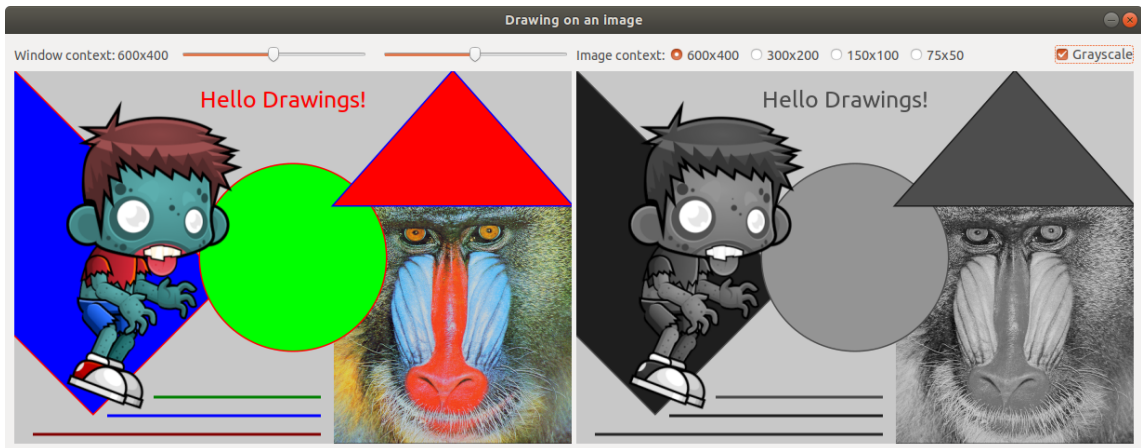 Drawing on an image
Window context: 600x400
Image context: 600x400 300x200 150x100 75x50 Grayscale
Hello Drawings!
Hello Drawings!